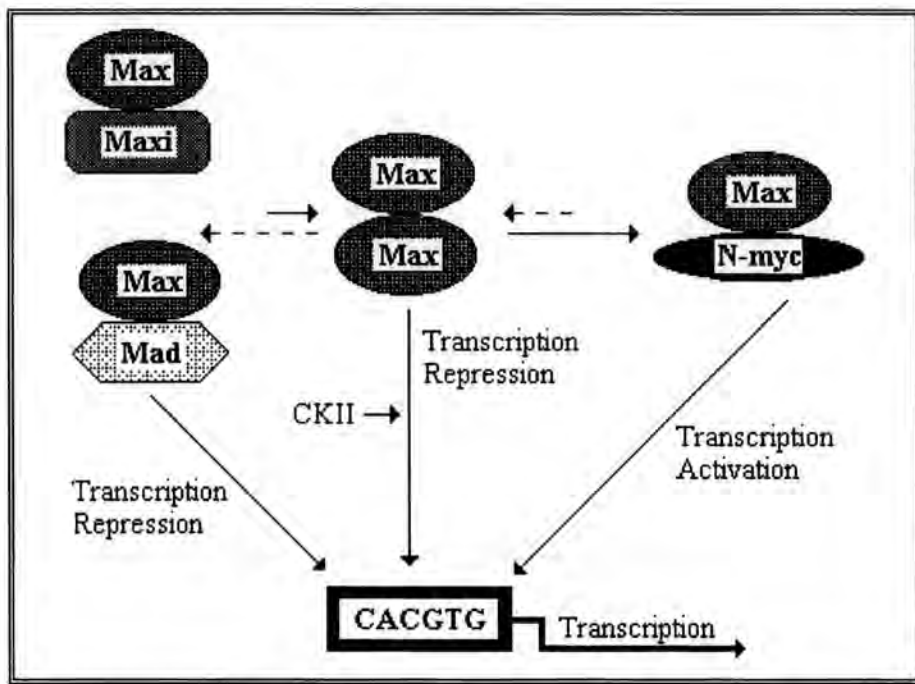 Max
Maxi
Max
Max
Max
N-myc
Max
Mad
Transcription
Repression
CKII
Transcription
Activation
Transcription
Repression
CACGTG
Transcription